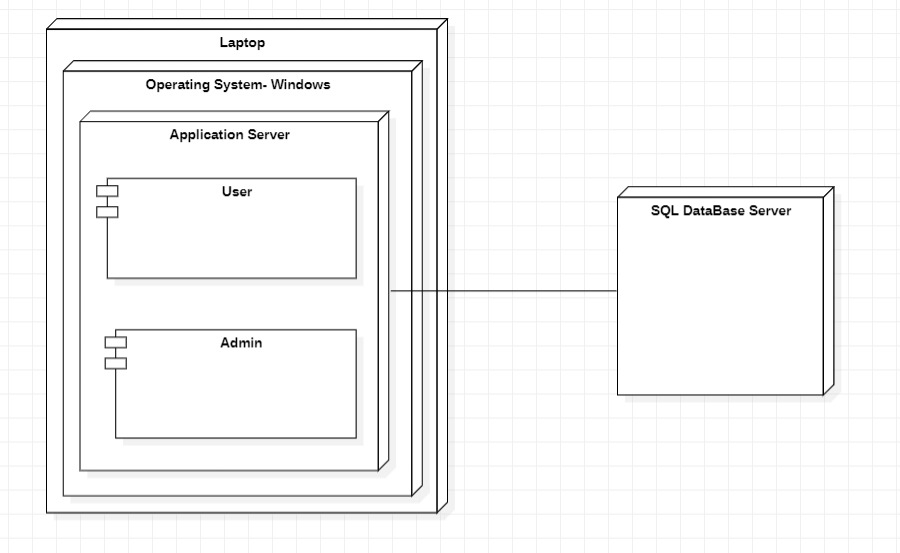 Laptop
Operating System- Windows
Application Server
User
SQL DataBase Server
Admin